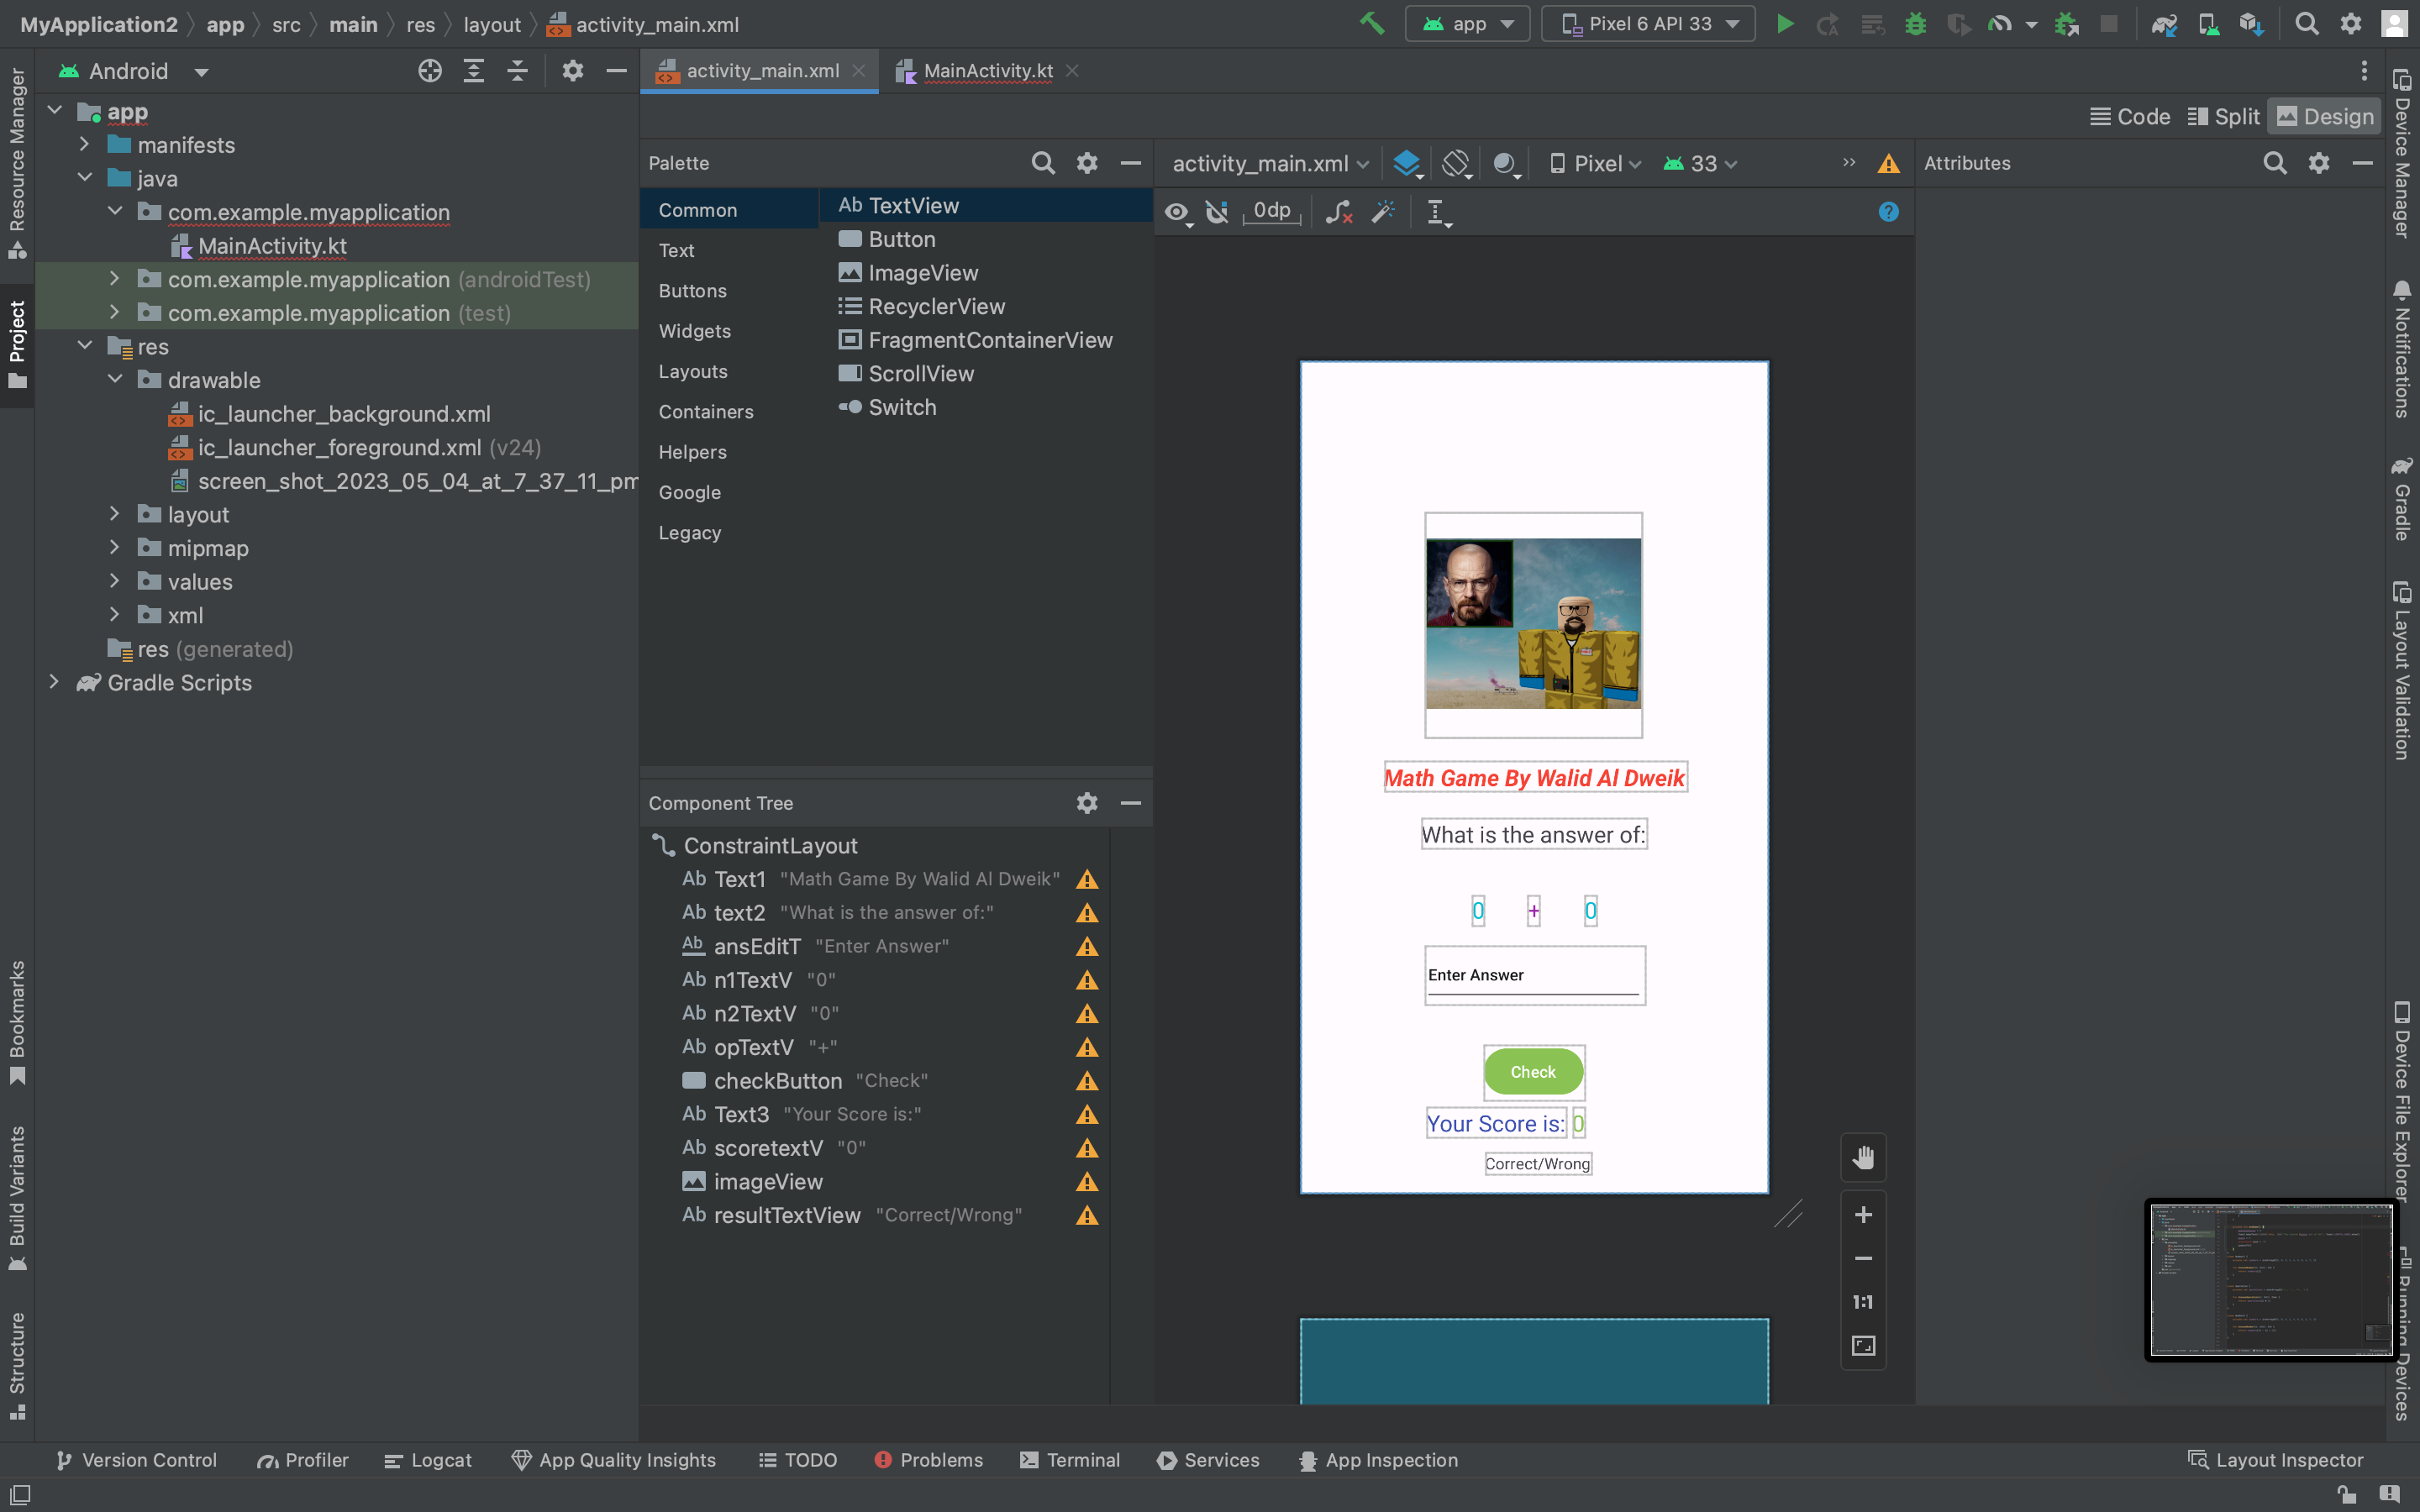 MyApplication2 app src main res layout activity_main.xml
app
Pixel 6 API 33
Android
activity_main.xml
MainActivity.kt
Code
Split
Design
app
manifests
java
com.example.myapplication
MainActivity.kt
com.example.myapplication (androidTest)
com.example.myapplication (test)
res
drawable
ic_launcher_background.xml
ic_launcher_foreground.xml (v24)
screen_shot_2023_05_04_at_7_37_11_pm
layout
mipmap
values
xml
res (generated)
Gradle Scripts
Palette
Common
Text
Buttons
Widgets
Layouts
Containers
Helpers
Google
Legacy
Ab TextView
Button
ImageView
RecyclerView
FragmentContainerView
ScrollView
Switch
Component Tree
ConstraintLayout
Ab Text1 "Math Game By Walid Al Dweik"
Ab text2 "What is the answer of:"
Ab ansEditT "Enter Answer"
Ab n1TextV "0"
Ab n2TextV "0"
Ab opTextV "+"
checkButton "Check"
Ab Text3 "Your Score is:"
Ab scoretextV "0"
imageView
Ab resultTextView "Correct/Wrong"
activity_main.xml
Pixel
33
0dp
Math Game By Walid Al Dweik
What is the answer of:
0 + 0
Enter Answer
Check
Your Score is: 0
Correct/Wrong
1:1
Attributes
Resource Manager
Project
Bookmarks
Build Variants
Structure
Device Manager
Notifications
Gradle
Layout Validation
Device File Explorer
Running Devices
Version Control
Profiler
Logcat
App Quality Insights
TODO
Problems
Terminal
Services
App Inspection
Layout Inspector